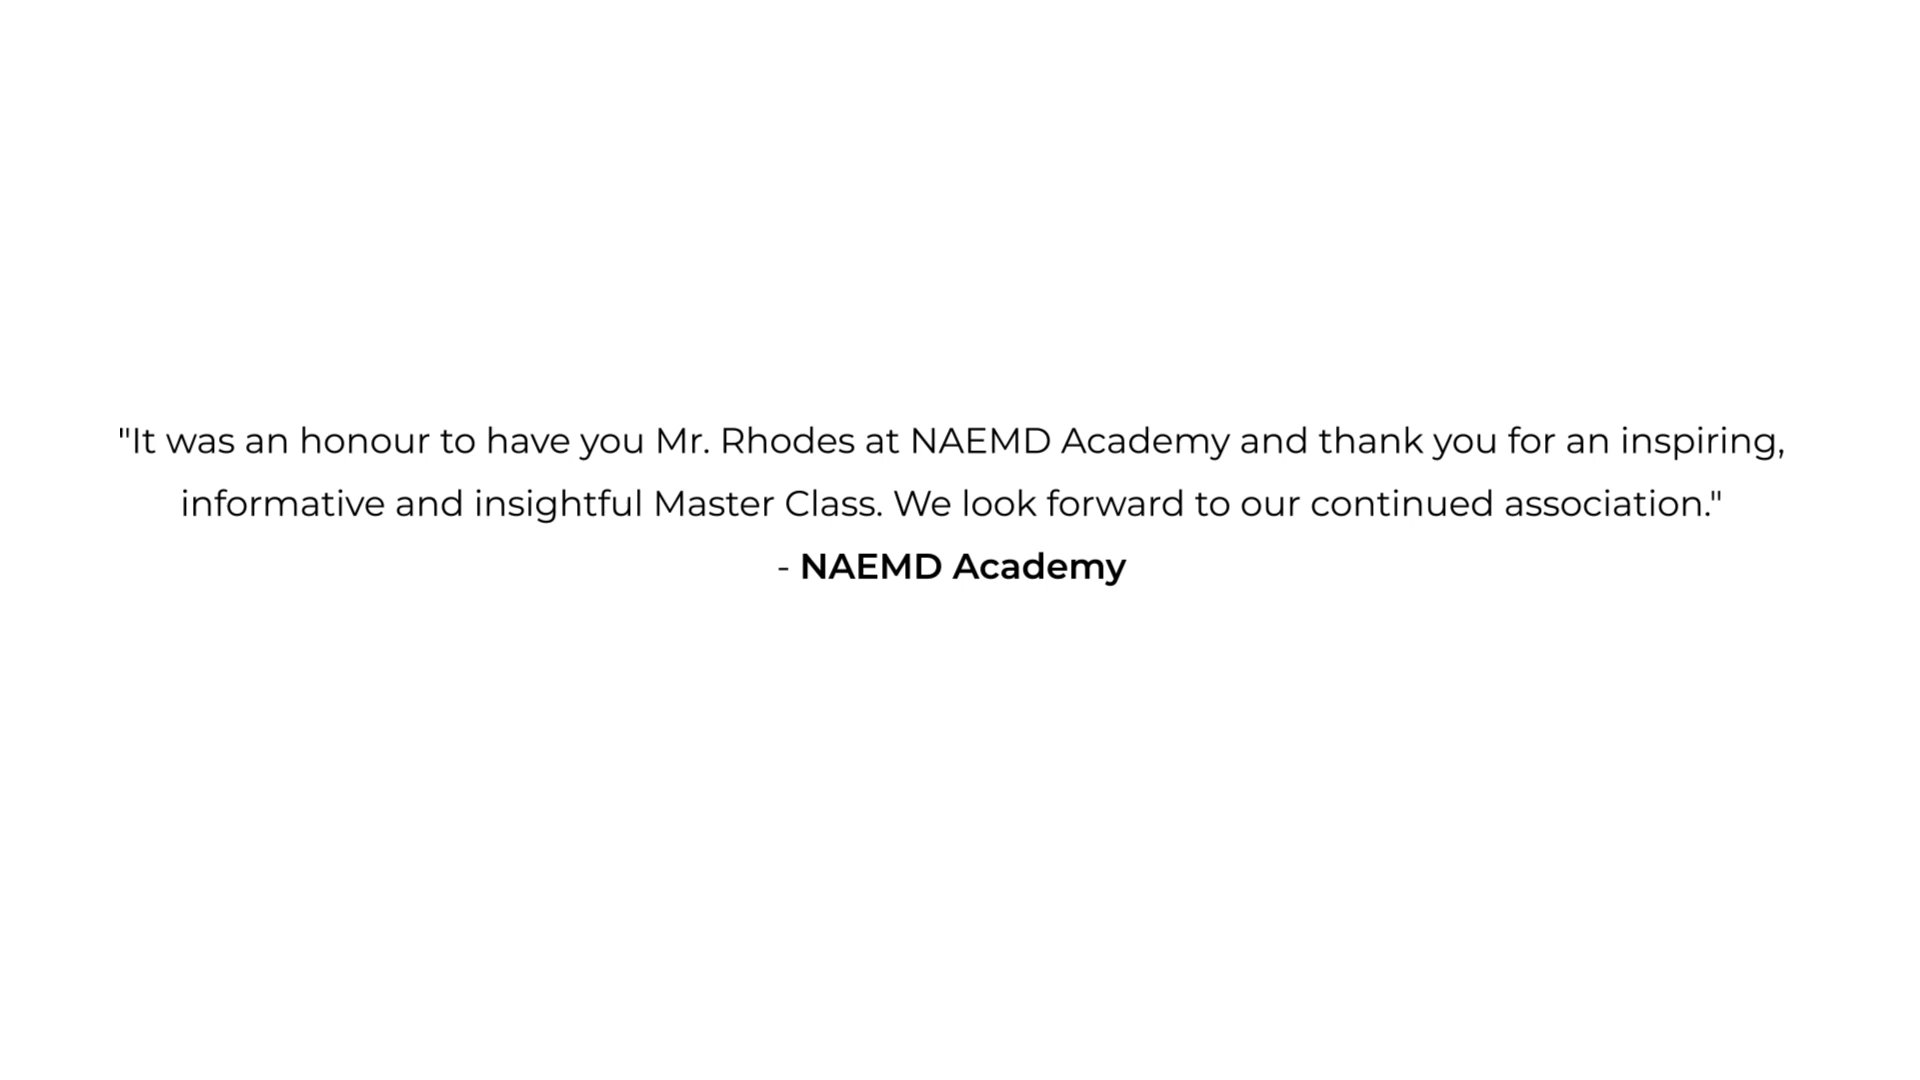 "It was an honour to have you Mr. Rhodes at NAEMD Academy and thank you for an inspiring,
informative and insightful Master Class. We look forward to our continued association."
- NAEMD Academy